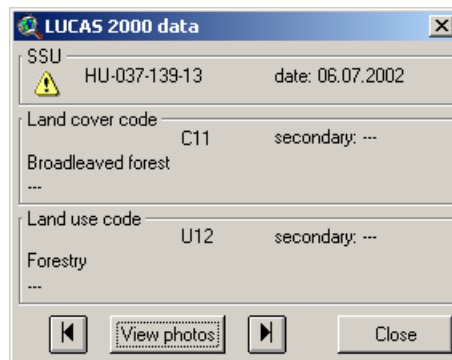 LUCAS 2000 data
SSU
HU-037-139-13 date: 06.07.2002
Land cover code
C11 secondary: ---
Broadleaved forest
---
Land use code
U12 secondary: ---
Forestry
---
View photos Close